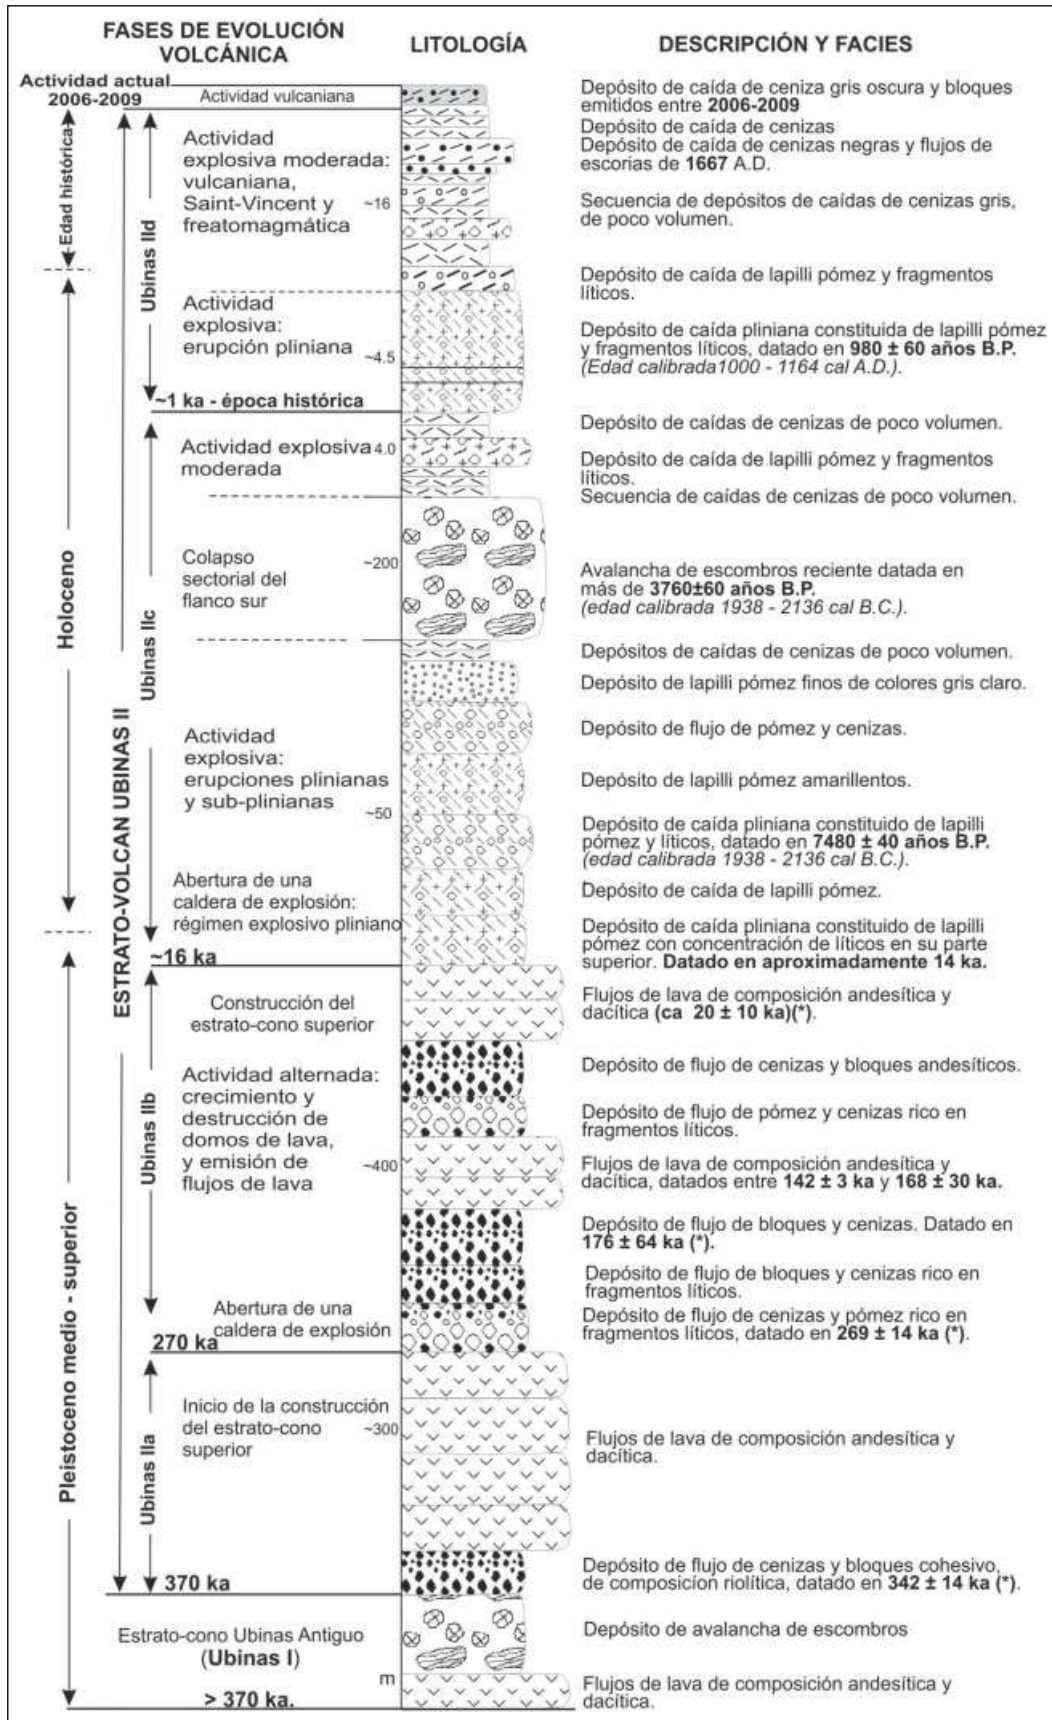 FASES DE EVOLUCIÓN
VOLCÁNICA
LITOLOGÍA
DESCRIPCIÓN Y FACIES
Actividad actual
2006-2009
Actividad vulcaniana
Depósito de caída de ceniza gris oscura y bloques
emitidos entre 2006-2009
Depósito de caída de cenizas
Depósito de caída de cenizas negras y flujos de
escorias de 1667 A.D.
Edad histórica
Ubinas IId
Actividad
explosiva moderada:
vulcaniana,
Saint-Vincent y
freatomagmática
~16
Secuencia de depósitos de caídas de cenizas gris,
de poco volumen.
Depósito de caída de lapilli pómez y fragmentos
líticos.
Actividad
explosiva:
erupción pliniana
~4.5
Depósito de caída pliniana constituida de lapilli pómez
y fragmentos líticos, datado en 980 ± 60 años B.P.
(Edad calibrada1000 - 1164 cal A.D.).
~1 ka - época histórica
Depósito de caídas de cenizas de poco volumen.
Actividad explosiva
moderada
4.0
Depósito de caída de lapilli pómez y fragmentos
líticos.
Secuencia de caídas de cenizas de poco volumen.
Holoceno
Ubinas IIc
ESTRATO-VOLCAN UBINAS II
Colapso
sectorial del
flanco sur
~200
Avalancha de escombros reciente datada en
más de 3760±60 años B.P.
(edad calibrada 1938 - 2136 cal B.C.).
Depósitos de caídas de cenizas de poco volumen.
Depósito de lapilli pómez finos de colores gris claro.
Actividad
explosiva:
erupciones plinianas
y sub-plinianas
~50
Depósito de flujo de pómez y cenizas.
Depósito de lapilli pómez amarillentos.
Depósito de caída pliniana constituido de lapilli
pómez y líticos, datado en 7480 ± 40 años B.P.
(edad calibrada 1938 - 2136 cal B.C.).
Abertura de una
caldera de explosión:
régimen explosivo pliniano
Depósito de caída de lapilli pómez.
Depósito de caída pliniana constituido de lapilli
pómez con concentración de líticos en su parte
superior. Datado en aproximadamente 14 ka.
~16 ka
Construcción del
estrato-cono superior
Flujos de lava de composición andesítica y
dacítica (ca 20 ± 10 ka)(*).
Pleistoceno medio - superior
Ubinas IIb
Actividad alternada:
crecimiento y
destrucción de
domos de lava,
y emisión de
flujos de lava
~400
Depósito de flujo de cenizas y bloques andesíticos.
Depósito de flujo de pómez y cenizas rico en
fragmentos líticos.
Flujos de lava de composición andesítica y
dacítica, datados entre 142 ± 3 ka y 168 ± 30 ka.
Depósito de flujo de bloques y cenizas. Datado en
176 ± 64 ka (*).
Depósito de flujo de bloques y cenizas rico en
fragmentos líticos.
Abertura de una
caldera de explosión
Depósito de flujo de cenizas y pómez rico en
fragmentos líticos, datado en 269 ± 14 ka (*).
270 ka
Ubinas IIa
Inicio de la construcción
del estrato-cono
superior
~300
Flujos de lava de composición andesítica y
dacítica.
370 ka
Depósito de flujo de cenizas y bloques cohesivo,
de composicíon riolítica, datado en 342 ± 14 ka (*).
Estrato-cono Ubinas Antiguo
(Ubinas I)
Depósito de avalancha de escombros
m
> 370 ka.
Flujos de lava de composición andesítica y
dacítica.